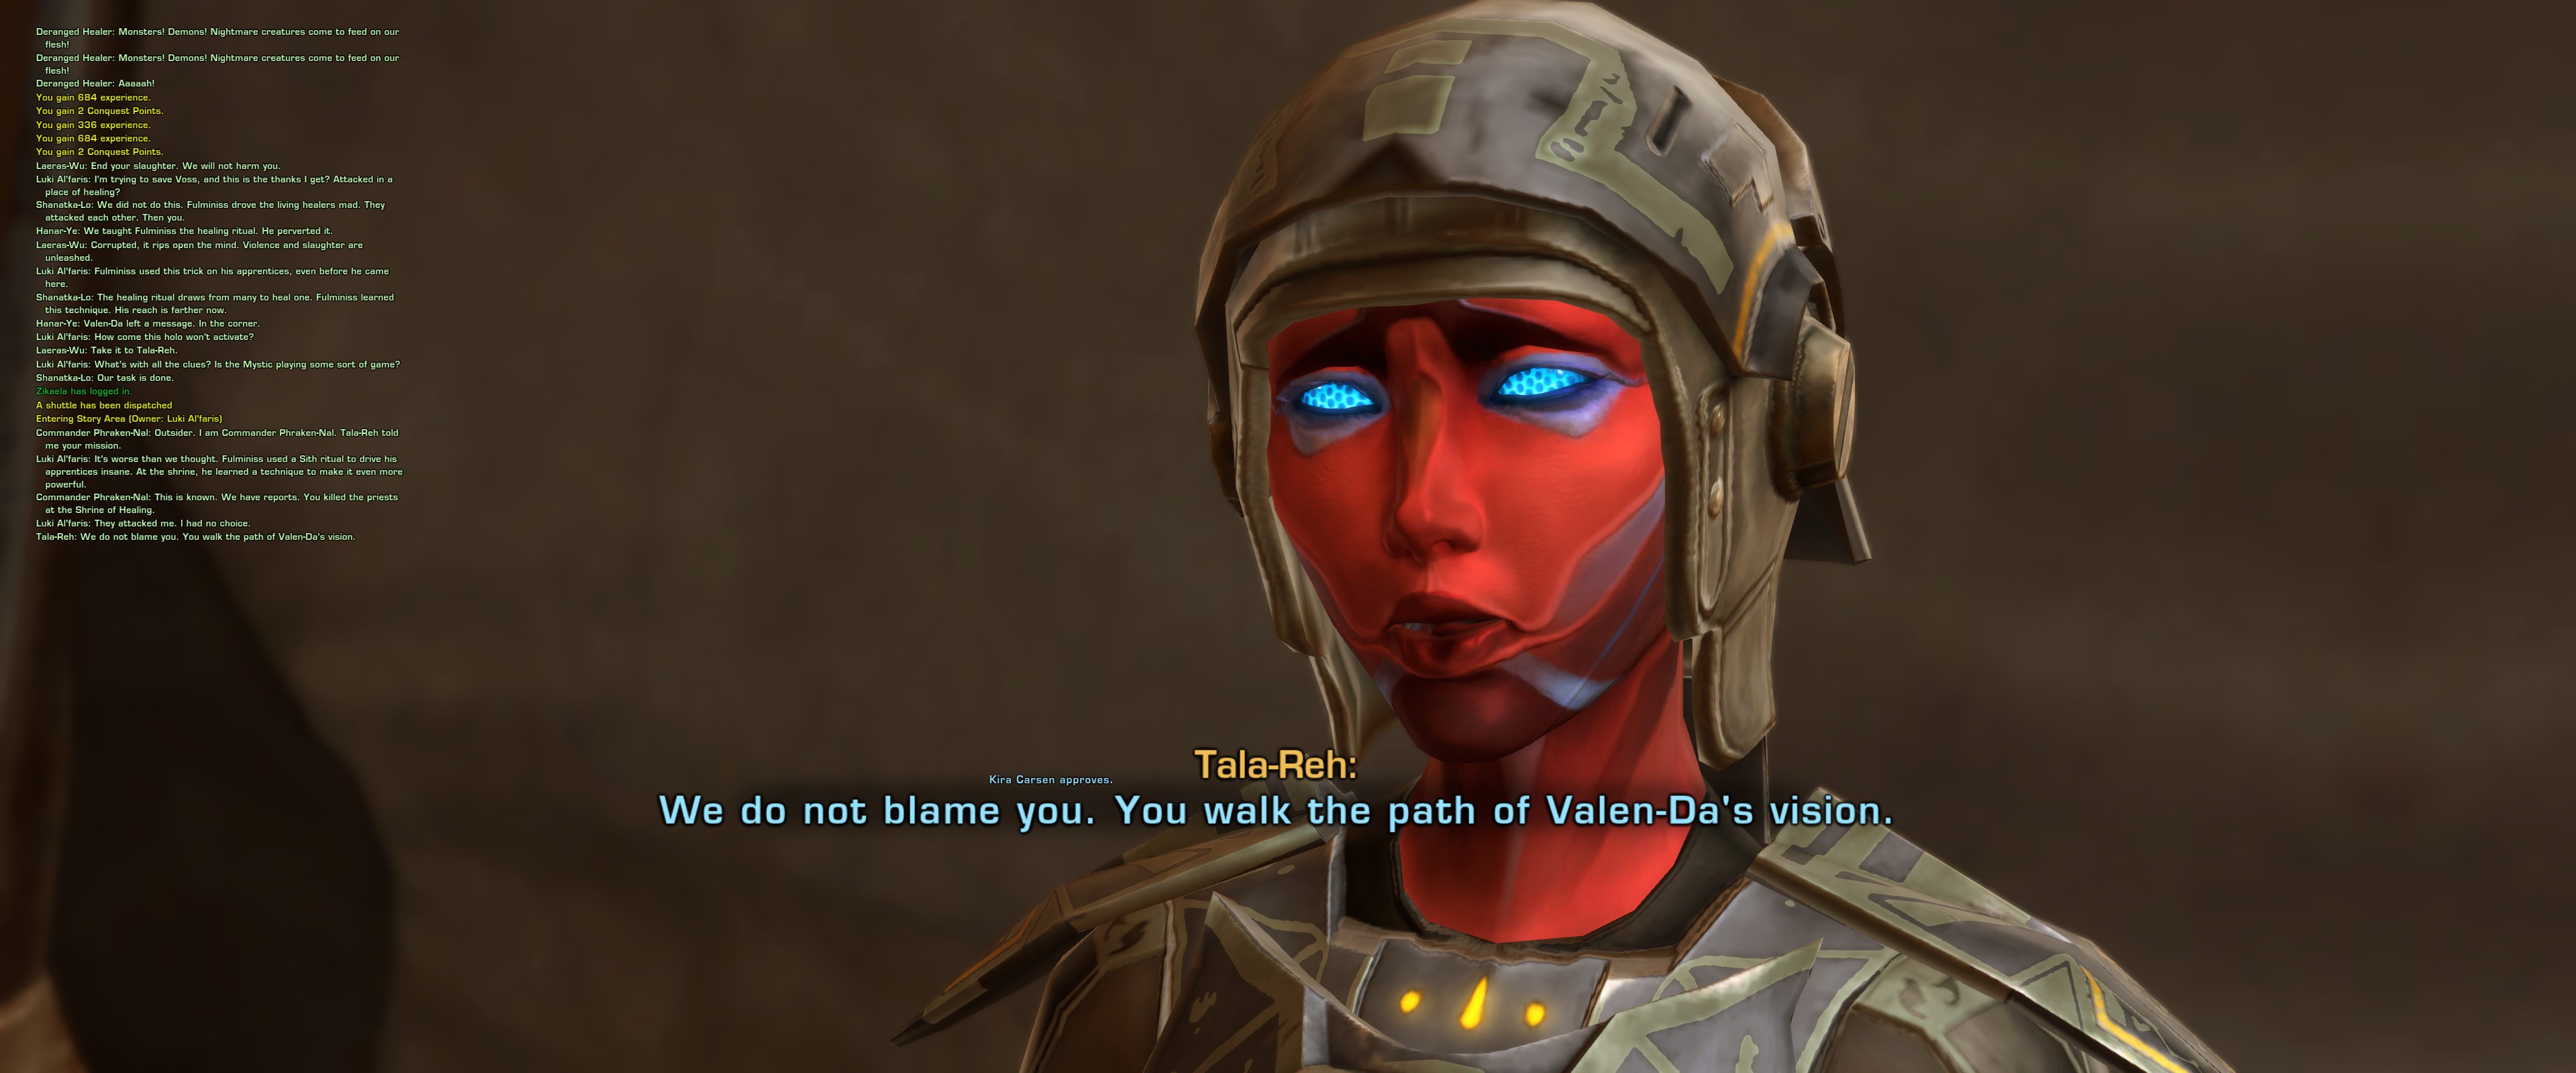 Deranged Healer: Monsters! Demons! Nightmare creatures come to feed on our
flesh!
Deranged Healer: Monsters! Demons! Nightmare creatures come to feed on our
flesh!
Deranged Healer: Aaaaah!
You gain 684 experience.
You gain 2 Conquest Points.
You gain 336 experience.
You gain 684 experience.
You gain 2 Conquest Points.
Laeras-Wu: End your slaughter. We will not harm you.
Luki Al'faris: I'm trying to save Voss, and this is the thanks I get? Attacked in a
place of healing?
Shanatka-Lo: We did not do this. Fulminiss drove the living healers mad. They
attacked each other. Then you.
Hanar-Ye: We taught Fulminiss the healing ritual. He perverted it.
Laeras-Wu: Corrupted, it rips open the mind. Violence and slaughter are
unleashed.
Luki Al'faris: Fulminiss used this trick on his apprentices, even before he came
here.
Shanatka-Lo: The healing ritual draws from many to heal one. Fulminiss learned
this technique. His reach is farther now.
Hanar-Ye: Valen-Da left a message. In the corner.
Luki Al'faris: How come this holo won't activate?
Laeras-Wu: Take it to Tala-Reh.
Luki Al'faris: What's with all the clues? Is the Mystic playing some sort of game?
Shanatka-Lo: Our task is done.
Zikaela has logged in.
A shuttle has been dispatched
Entering Story Area (Owner: Luki Al'faris)
Commander Phraken-Nal: Outsider. I am Commander Phraken-Nal. Tala-Reh told
me your mission.
Luki Al'faris: It's worse than we thought. Fulminiss used a Sith ritual to drive his
apprentices insane. At the shrine, he learned a technique to make it even more
powerful.
Commander Phraken-Nal: This is known. We have reports. You killed the priests
at the Shrine of Healing.
Luki Al'faris: They attacked me. I had no choice.
Tala-Reh: We do not blame you. You walk the path of Valen-Da's vision.
Tala-Reh:
Kira Carsen approves.
We do not blame you. You walk the path of Valen-Da's vision.